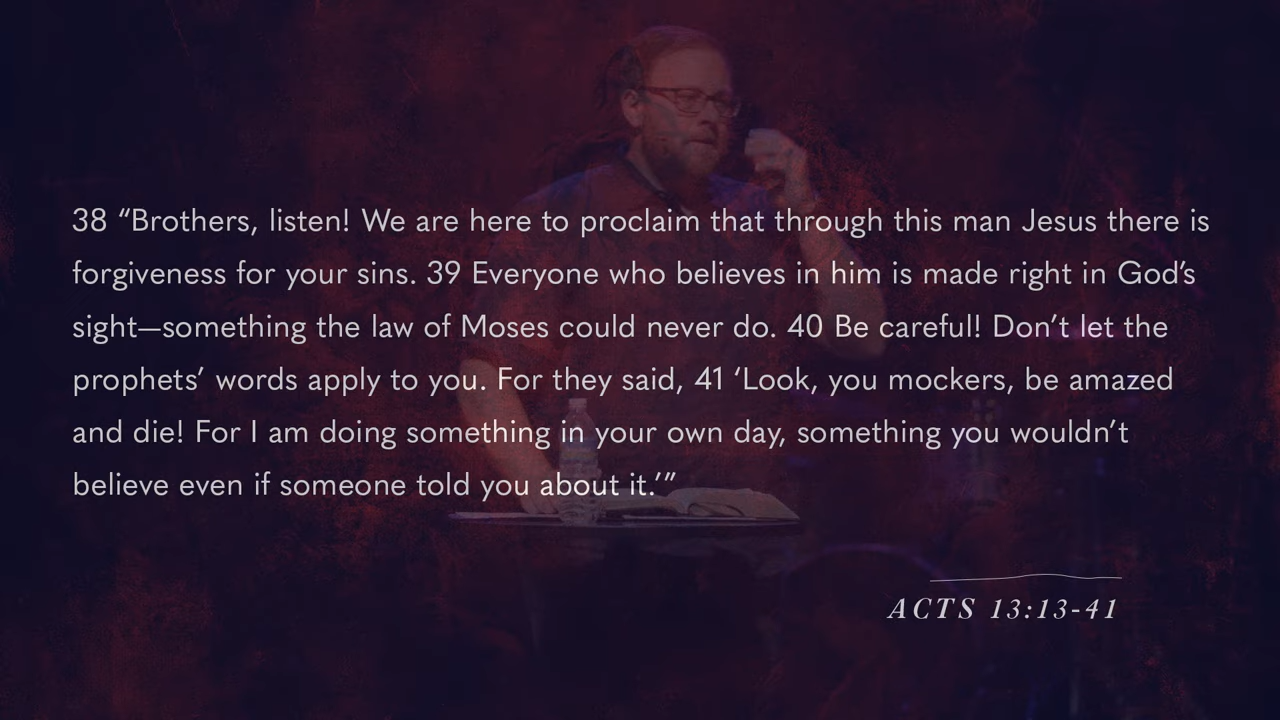 38 “Brothers, listen! We are here to proclaim that through this man Jesus there is
forgiveness for your sins. 39 Everyone who believes in him is made right in God’s
sight—something the law of Moses could never do. 40 Be careful! Don’t let the
prophets’ words apply to you. For they said, 41 ‘Look, you mockers, be amazed
and die! For I am doing something in your own day, something you wouldn’t
believe even if someone told you about it.’”
ACTS 13:13-41